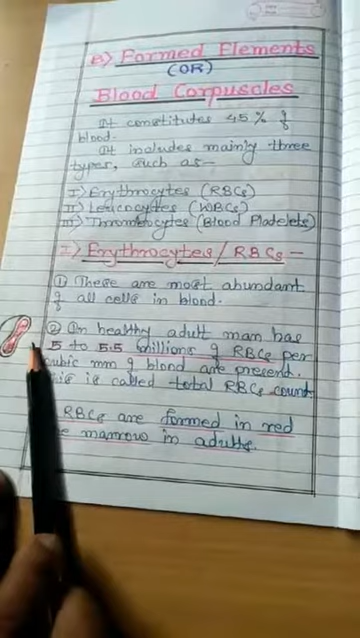 B) Formed Elements
(OR)
Blood Corpuscles
It constitutes 45% of
blood.
It includes mainly three
types, such as—
I) Erythrocytes (RBCs)
II) Leucocytes (WBCs)
III) Thrombocytes (Blood Platelets)
I) Erythrocytes / RBCs —
① These are most abundant
of all cells in blood.
② In healthy adult man has
5 to 5.5 millions of RBCs per
cubic mm of blood are present.
is is called total RBCs count
RBCs are formed in red
marrow in adults.